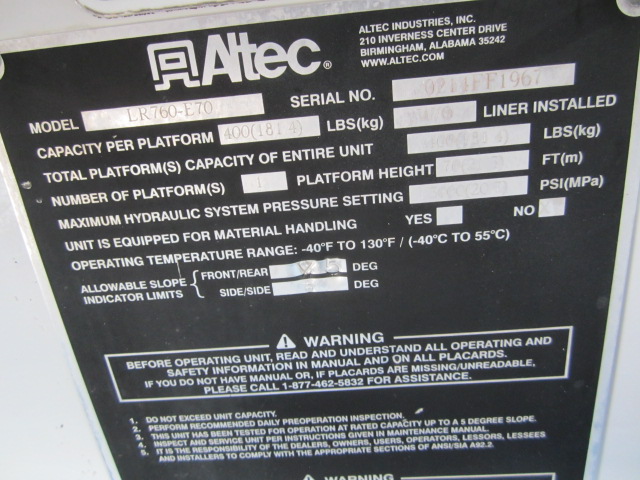 Altec®
ALTEC INDUSTRIES, INC.
210 INVERNESS CENTER DRIVE
BIRMINGHAM, ALABAMA 35242
WWW.ALTEC.COM
MODEL LR760-E70 SERIAL NO.
CAPACITY PER PLATFORM 400(181.4) LBS(kg) LINER INSTALLED
TOTAL PLATFORM(S) CAPACITY OF ENTIRE UNIT LBS(kg)
NUMBER OF PLATFORM(S) 1 PLATFORM HEIGHT FT(m)
MAXIMUM HYDRAULIC SYSTEM PRESSURE SETTING PSI(MPa)
UNIT IS EQUIPPED FOR MATERIAL HANDLING YES NO
OPERATING TEMPERATURE RANGE: -40°F TO 130°F / (-40°C TO 55°C)
ALLOWABLE SLOPE INDICATOR LIMITS
FRONT/REAR DEG
SIDE/SIDE DEG
WARNING
BEFORE OPERATING UNIT, READ AND UNDERSTAND ALL OPERATING AND
SAFETY INFORMATION IN MANUAL AND ON ALL PLACARDS.
IF YOU DO NOT HAVE MANUAL OR, IF PLACARDS ARE MISSING/UNREADABLE,
PLEASE CALL 1-877-462-5832 FOR ASSISTANCE.
1. DO NOT EXCEED UNIT CAPACITY.
2. PERFORM RECOMMENDED DAILY PREOPERATION INSPECTION.
3. THIS UNIT HAS BEEN TESTED FOR OPERATION AT RATED CAPACITY UP TO A 5 DEGREE SLOPE.
4. INSPECT AND SERVICE UNIT PER INSTRUCTIONS GIVEN IN MAINTENANCE MANUAL.
5. IT IS THE RESPONSIBILITY OF THE DEALERS, OWNERS, USERS, OPERATORS, LESSORS, LESSEES
AND INSTALLERS TO COMPLY WITH THE APPROPRIATE SECTIONS OF ANSI/SIA A92.2.
WARNING